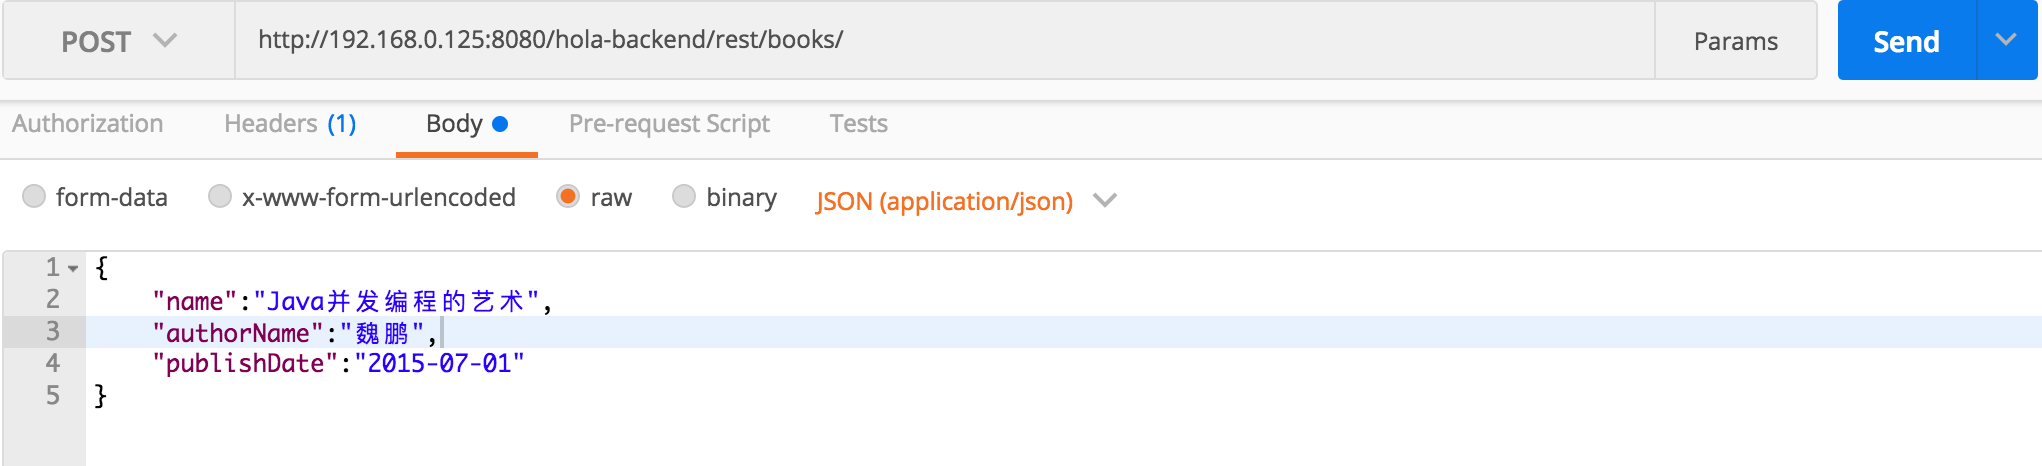 POST http://192.168.0.125:8080/hola-backend/rest/books/ Params Send
Authorization Headers (1) Body Pre-request Script Tests
form-data x-www-form-urlencoded raw binary JSON (application/json)
1 {
2 "name":"Java并发编程的艺术",
3 "authorName":"魏鹏",
4 "publishDate":"2015-07-01"
5 }